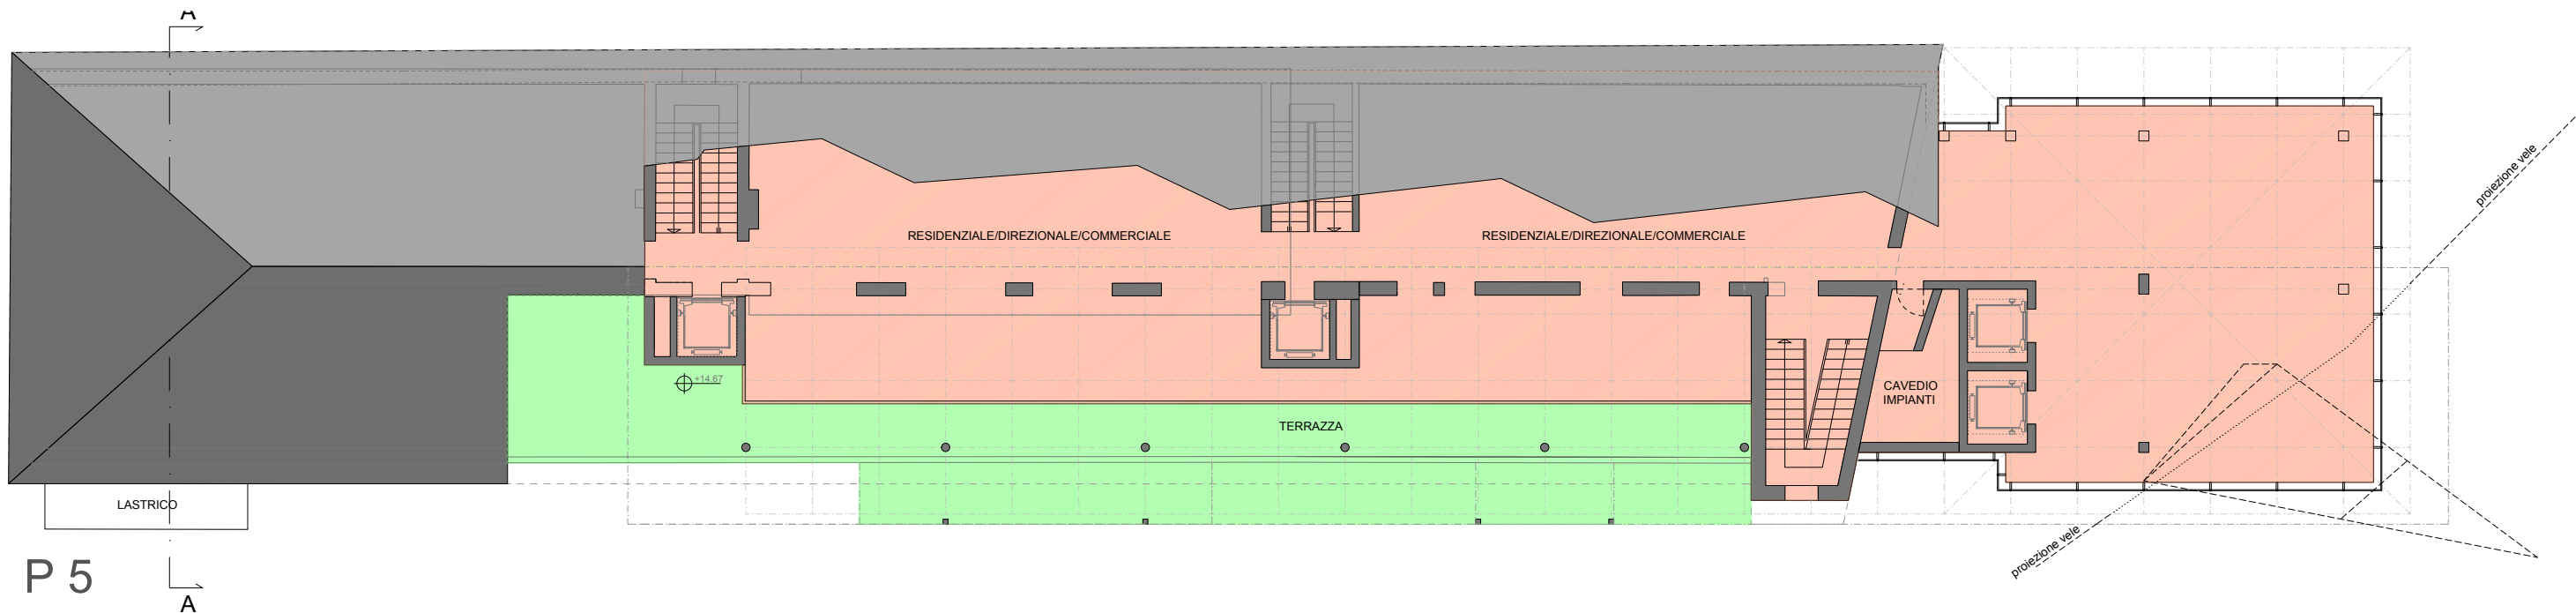 A
proiezione vele
RESIDENZIALE/DIREZIONALE/COMMERCIALE
RESIDENZIALE/DIREZIONALE/COMMERCIALE
+14.67
CAVEDIO
IMPIANTI
TERRAZZA
LASTRICO
proiezione vele
P 5
A